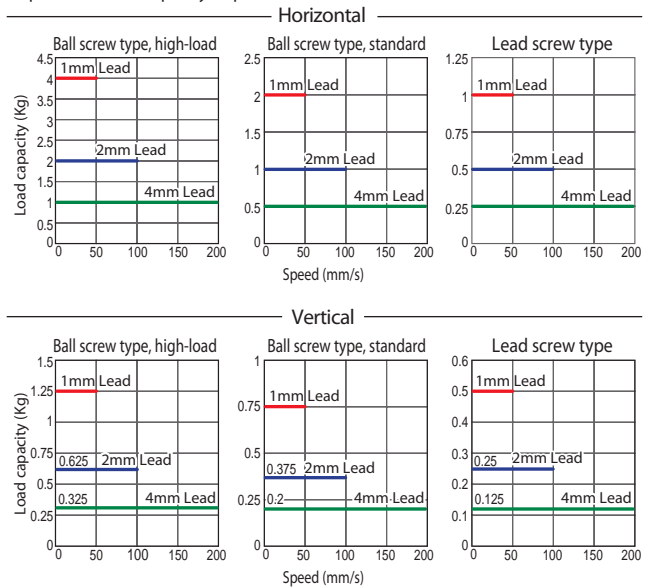 Horizontal
Ball screw type, high-load
Load capacity (Kg)
4.5
4
3.5
3
2.5
2
1.5
1
0.5
0
1mm Lead
2mm Lead
4mm Lead
0 50 100 150 200
Ball screw type, standard
2.5
2
1.5
1
0.5
0
1mm Lead
2mm Lead
4mm Lead
0 50 100 150 200
Speed (mm/s)
Lead screw type
1.25
1
0.75
0.5
0.25
0
1mm Lead
2mm Lead
4mm Lead
0 50 100 150 200
Vertical
Ball screw type, high-load
Load capacity (Kg)
1.5
1.25
1
0.75
0.5
0.25
0
1mm Lead
0.625 2mm Lead
0.325 4mm Lead
0 50 100 150 200
Ball screw type, standard
1
0.75
0.5
0.25
0
1mm Lead
0.375 2mm Lead
0.2 4mm Lead
0 50 100 150 200
Speed (mm/s)
Lead screw type
0.6
0.5
0.4
0.3
0.2
0.1
0
1mm Lead
0.25 2mm Lead
0.125 4mm Lead
0 50 100 150 200